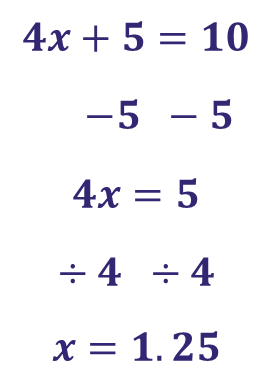 4x + 5 = 10
−5 − 5
4x = 5
÷ 4 ÷ 4
x = 1. 25